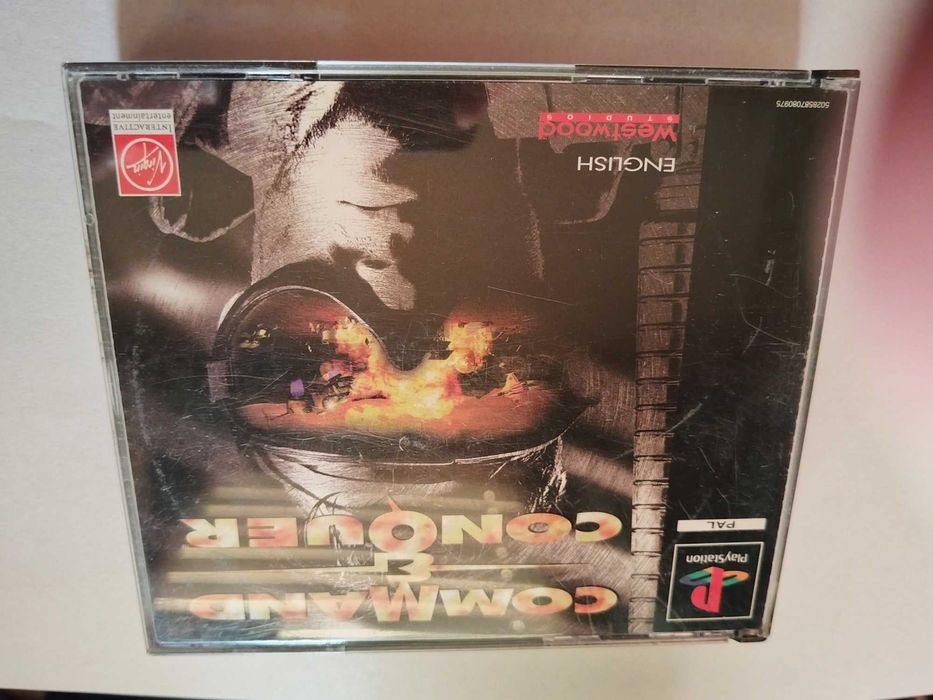 PlayStation
PAL
COMMAND
&
CONQUER
ENGLISH
Westwood
STUDIOS
Virgin
INTERACTIVE
entertainment
5028587080975